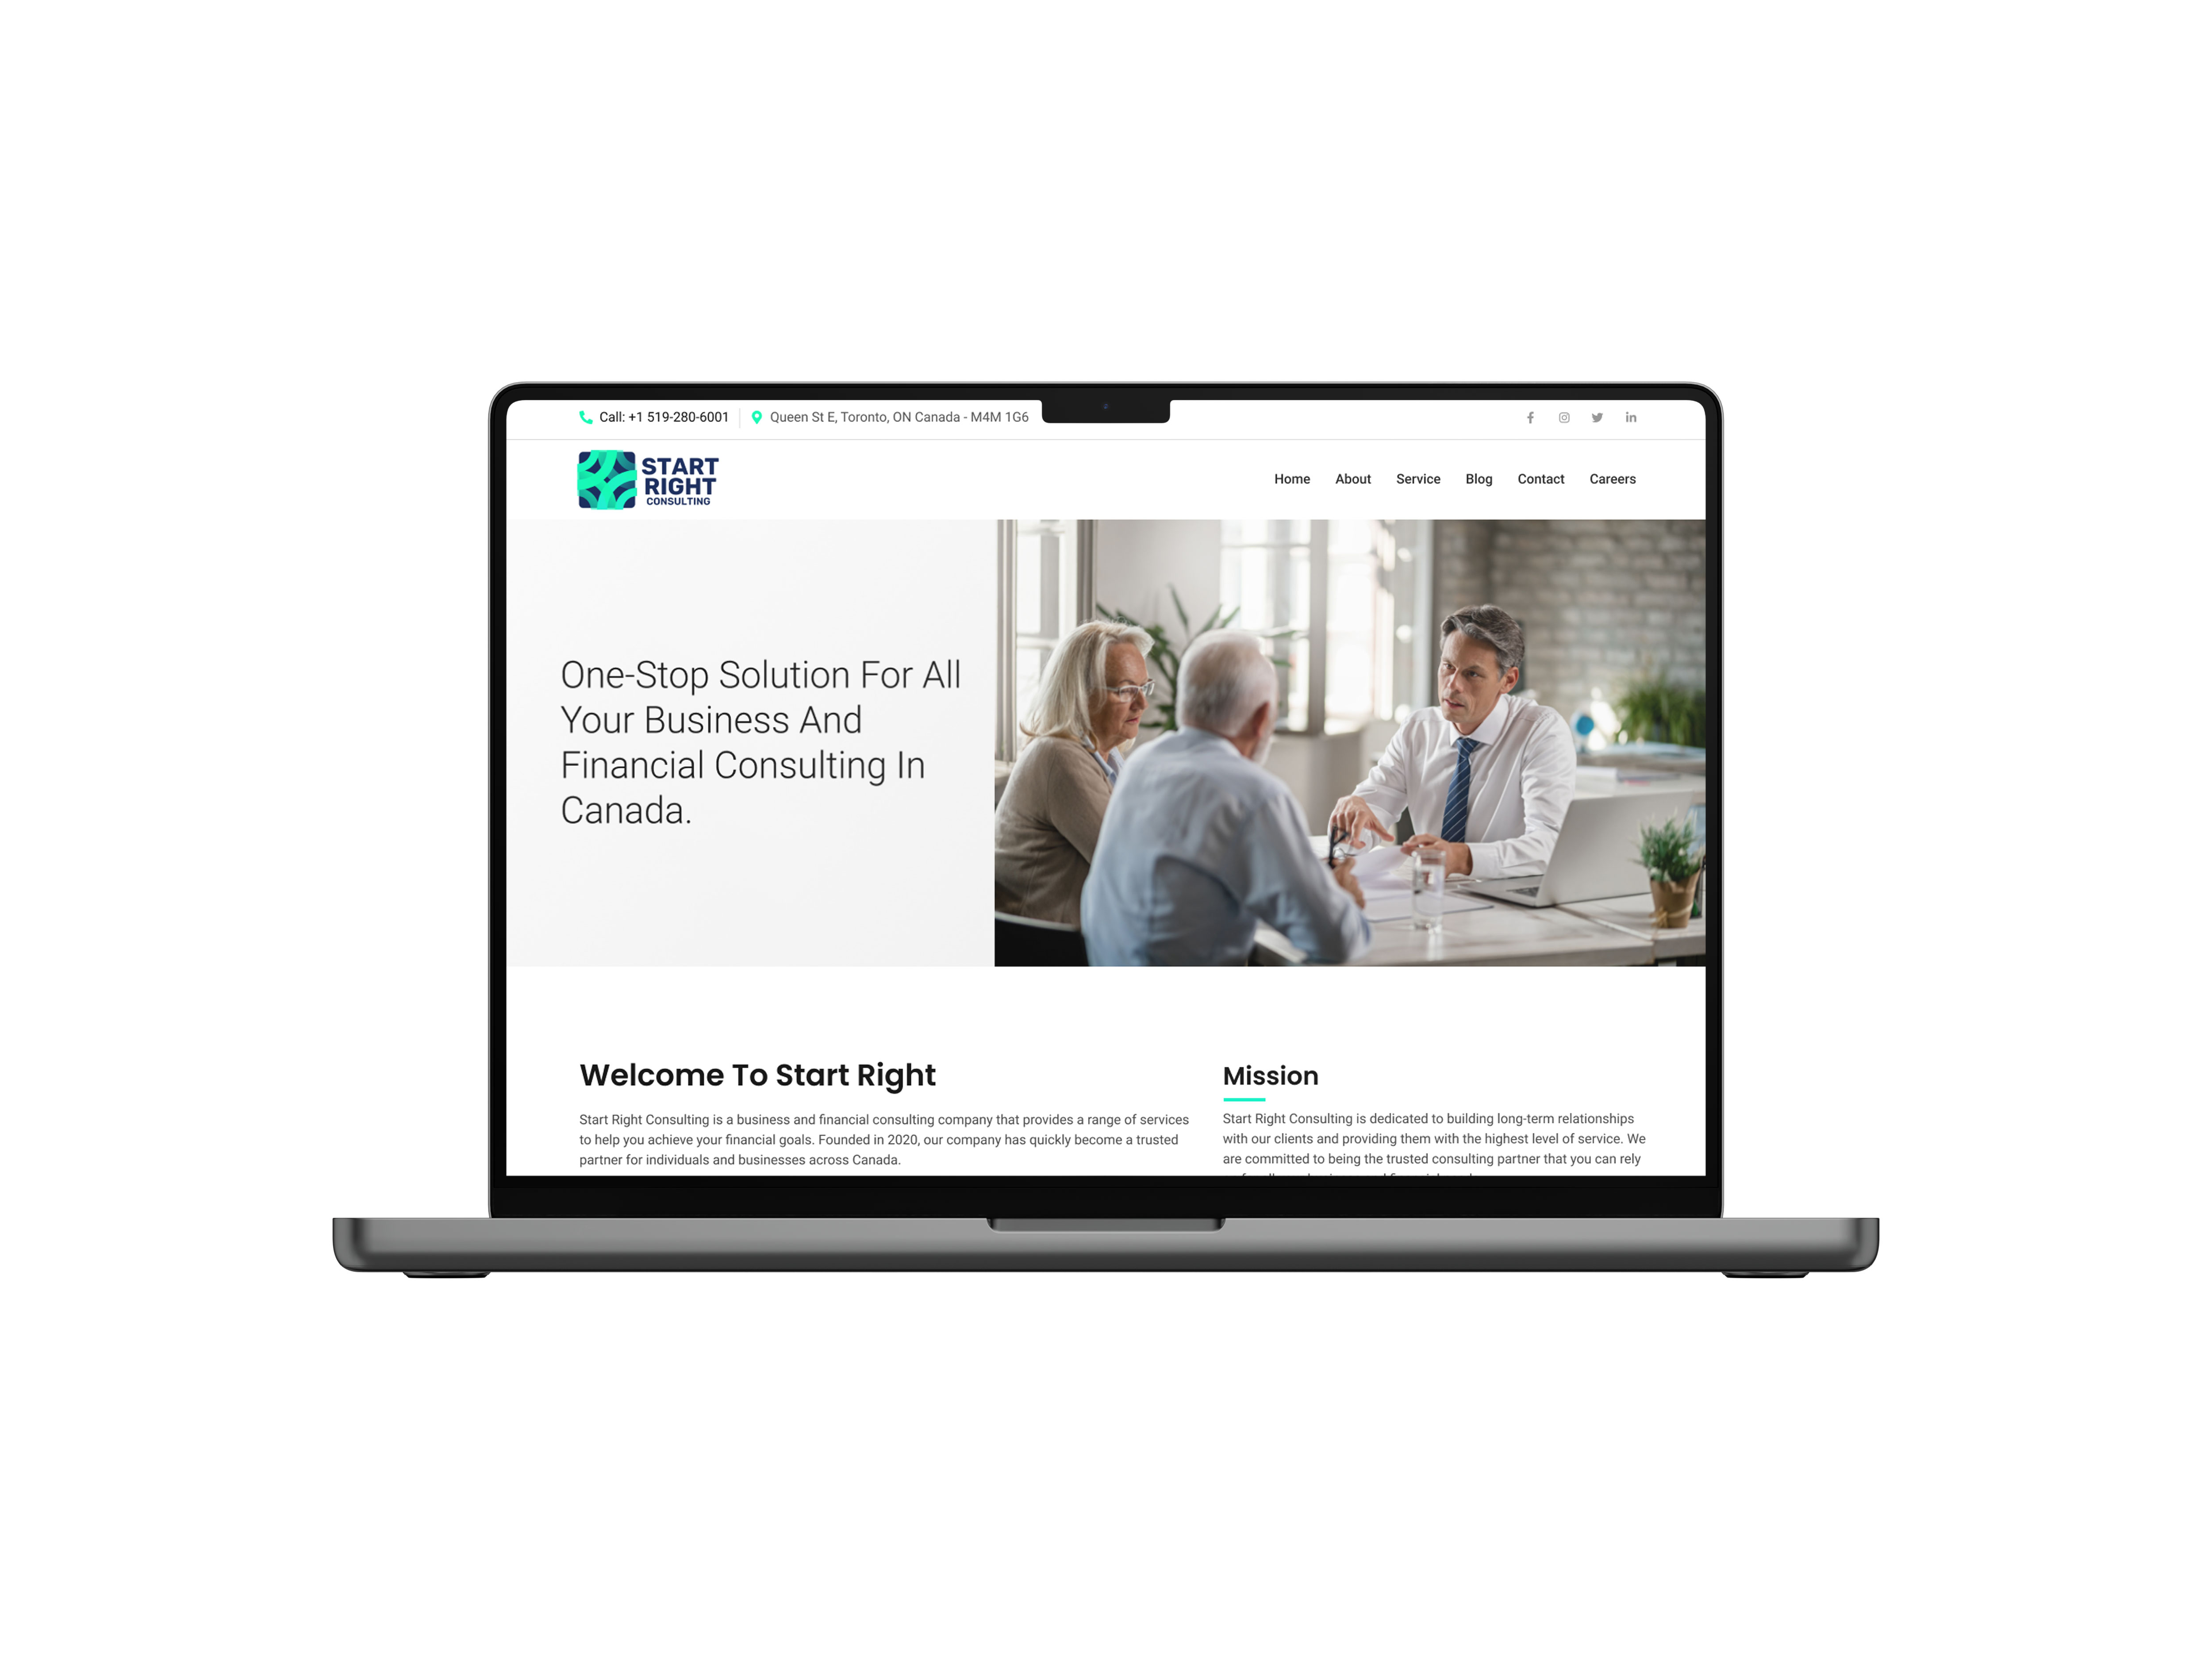 Call: +1 519-280-6001 Queen St E, Toronto, ON Canada - M4M 1G6
START
RIGHT
CONSULTING
Home About Service Blog Contact Careers
One-Stop Solution For All
Your Business And
Financial Consulting In
Canada.
Welcome To Start Right
Start Right Consulting is a business and financial consulting company that provides a range of services
to help you achieve your financial goals. Founded in 2020, our company has quickly become a trusted
partner for individuals and businesses across Canada.
Mission
Start Right Consulting is dedicated to building long-term relationships
with our clients and providing them with the highest level of service. We
are committed to being the trusted consulting partner that you can rely